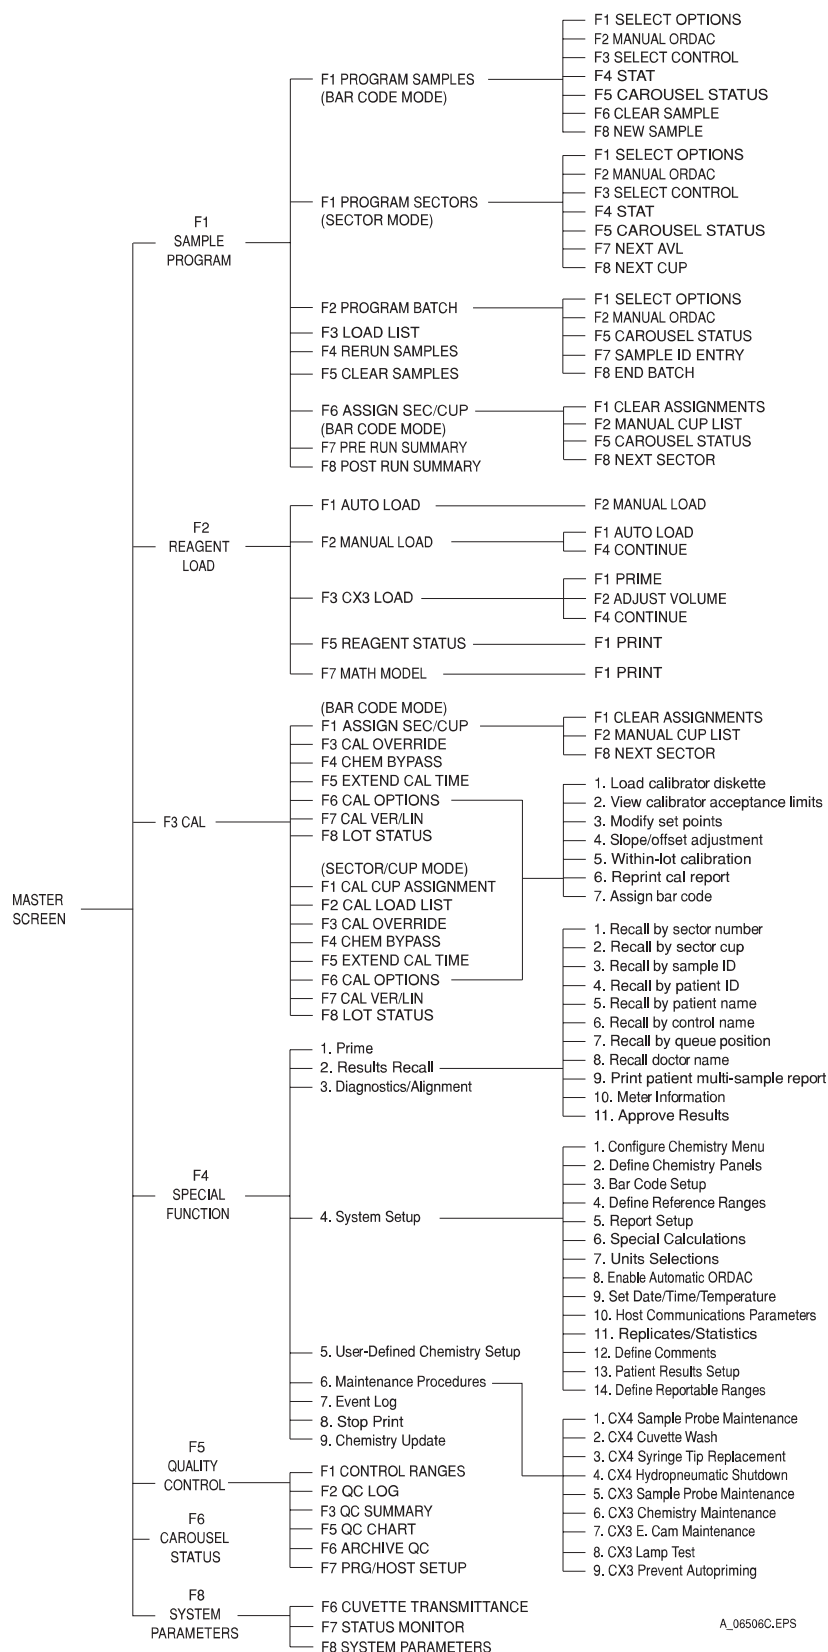 MASTER
SCREEN
F1
SAMPLE
PROGRAM
F1 PROGRAM SAMPLES
(BAR CODE MODE)
F1 SELECT OPTIONS
F2 MANUAL ORDAC
F3 SELECT CONTROL
F4 STAT
F5 CAROUSEL STATUS
F6 CLEAR SAMPLE
F8 NEW SAMPLE
F1 PROGRAM SECTORS
(SECTOR MODE)
F1 SELECT OPTIONS
F2 MANUAL ORDAC
F3 SELECT CONTROL
F4 STAT
F5 CAROUSEL STATUS
F7 NEXT AVL
F8 NEXT CUP
F2 PROGRAM BATCH
F1 SELECT OPTIONS
F2 MANUAL ORDAC
F5 CAROUSEL STATUS
F7 SAMPLE ID ENTRY
F8 END BATCH
F3 LOAD LIST
F4 RERUN SAMPLES
F5 CLEAR SAMPLES
F6 ASSIGN SEC/CUP
(BAR CODE MODE)
F1 CLEAR ASSIGNMENTS
F2 MANUAL CUP LIST
F5 CAROUSEL STATUS
F8 NEXT SECTOR
F7 PRE RUN SUMMARY
F8 POST RUN SUMMARY
F2
REAGENT
LOAD
F1 AUTO LOAD
F2 MANUAL LOAD
F2 MANUAL LOAD
F1 AUTO LOAD
F4 CONTINUE
F3 CX3 LOAD
F1 PRIME
F2 ADJUST VOLUME
F4 CONTINUE
F5 REAGENT STATUS
F1 PRINT
F7 MATH MODEL
F1 PRINT
F3 CAL
(BAR CODE MODE)
F1 ASSIGN SEC/CUP
F1 CLEAR ASSIGNMENTS
F2 MANUAL CUP LIST
F8 NEXT SECTOR
F3 CAL OVERRIDE
F4 CHEM BYPASS
F5 EXTEND CAL TIME
F6 CAL OPTIONS
F7 CAL VER/LIN
F8 LOT STATUS
(SECTOR/CUP MODE)
F1 CAL CUP ASSIGNMENT
F2 CAL LOAD LIST
F3 CAL OVERRIDE
F4 CHEM BYPASS
F5 EXTEND CAL TIME
F6 CAL OPTIONS
F7 CAL VER/LIN
F8 LOT STATUS
1. Load calibrator diskette
2. View calibrator acceptance limits
3. Modify set points
4. Slope/offset adjustment
5. Within-lot calibration
6. Reprint cal report
7. Assign bar code
F4
SPECIAL
FUNCTION
1. Prime
2. Results Recall
3. Diagnostics/Alignment
1. Recall by sector number
2. Recall by sector cup
3. Recall by sample ID
4. Recall by patient ID
5. Recall by patient name
6. Recall by control name
7. Recall by queue position
8. Recall doctor name
9. Print patient multi-sample report
10. Meter Information
11. Approve Results
4. System Setup
1. Configure Chemistry Menu
2. Define Chemistry Panels
3. Bar Code Setup
4. Define Reference Ranges
5. Report Setup
6. Special Calculations
7. Units Selections
8. Enable Automatic ORDAC
9. Set Date/Time/Temperature
10. Host Communications Parameters
11. Replicates/Statistics
12. Define Comments
13. Patient Results Setup
14. Define Reportable Ranges
5. User-Defined Chemistry Setup
6. Maintenance Procedures
7. Event Log
8. Stop Print
9. Chemistry Update
1. CX4 Sample Probe Maintenance
2. CX4 Cuvette Wash
3. CX4 Syringe Tip Replacement
4. CX4 Hydropneumatic Shutdown
5. CX3 Sample Probe Maintenance
6. CX3 Chemistry Maintenance
7. CX3 E. Cam Maintenance
8. CX3 Lamp Test
9. CX3 Prevent Autopriming
F5
QUALITY
CONTROL
F1 CONTROL RANGES
F2 QC LOG
F3 QC SUMMARY
F5 QC CHART
F6 ARCHIVE QC
F7 PRG/HOST SETUP
F6
CAROUSEL
STATUS
F8
SYSTEM
PARAMETERS
F6 CUVETTE TRANSMITTANCE
F7 STATUS MONITOR
F8 SYSTEM PARAMETERS
A_06506C.EPS